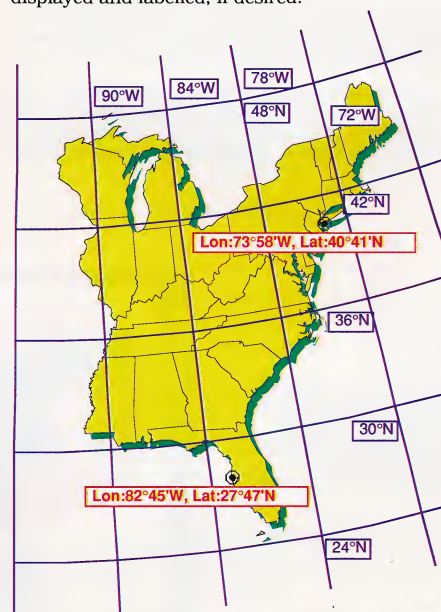 displayed and labelled, if desired.
78°W
84°W
90°W
48°N
72°W
42°N
Lon:73°58'W, Lat:40°41'N
36°N
30°N
Lon:82°45'W, Lat:27°47'N
24°N